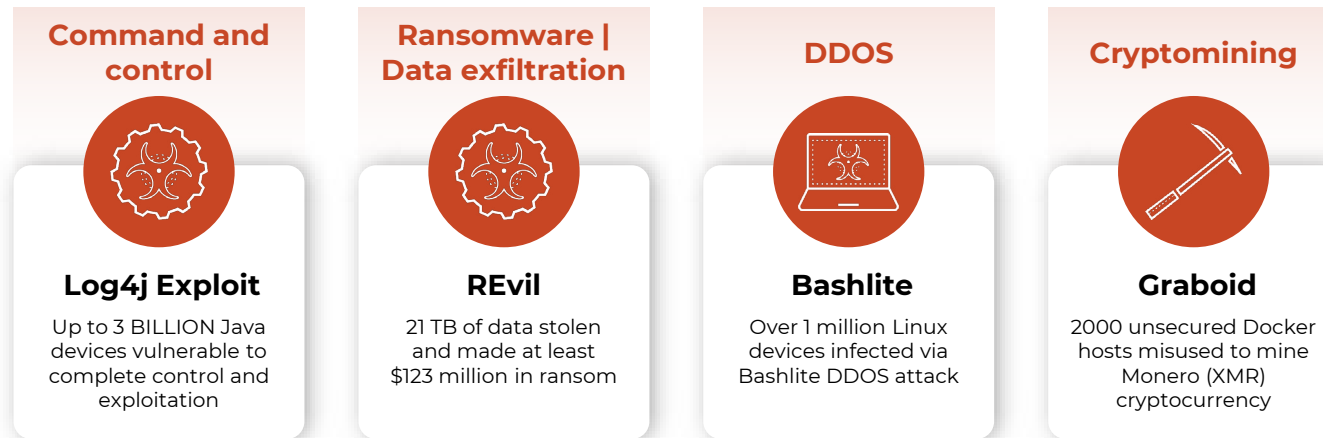 Command and
control
Log4j Exploit
Up to 3 BILLION Java
devices vulnerable to
complete control and
exploitation
Ransomware |
Data exfiltration
REvil
21 TB of data stolen
and made at least
$123 million in ransom
DDOS
Bashlite
Over 1 million Linux
devices infected via
Bashlite DDOS attack
Cryptomining
Graboid
2000 unsecured Docker
hosts misused to mine
Monero (XMR)
cryptocurrency